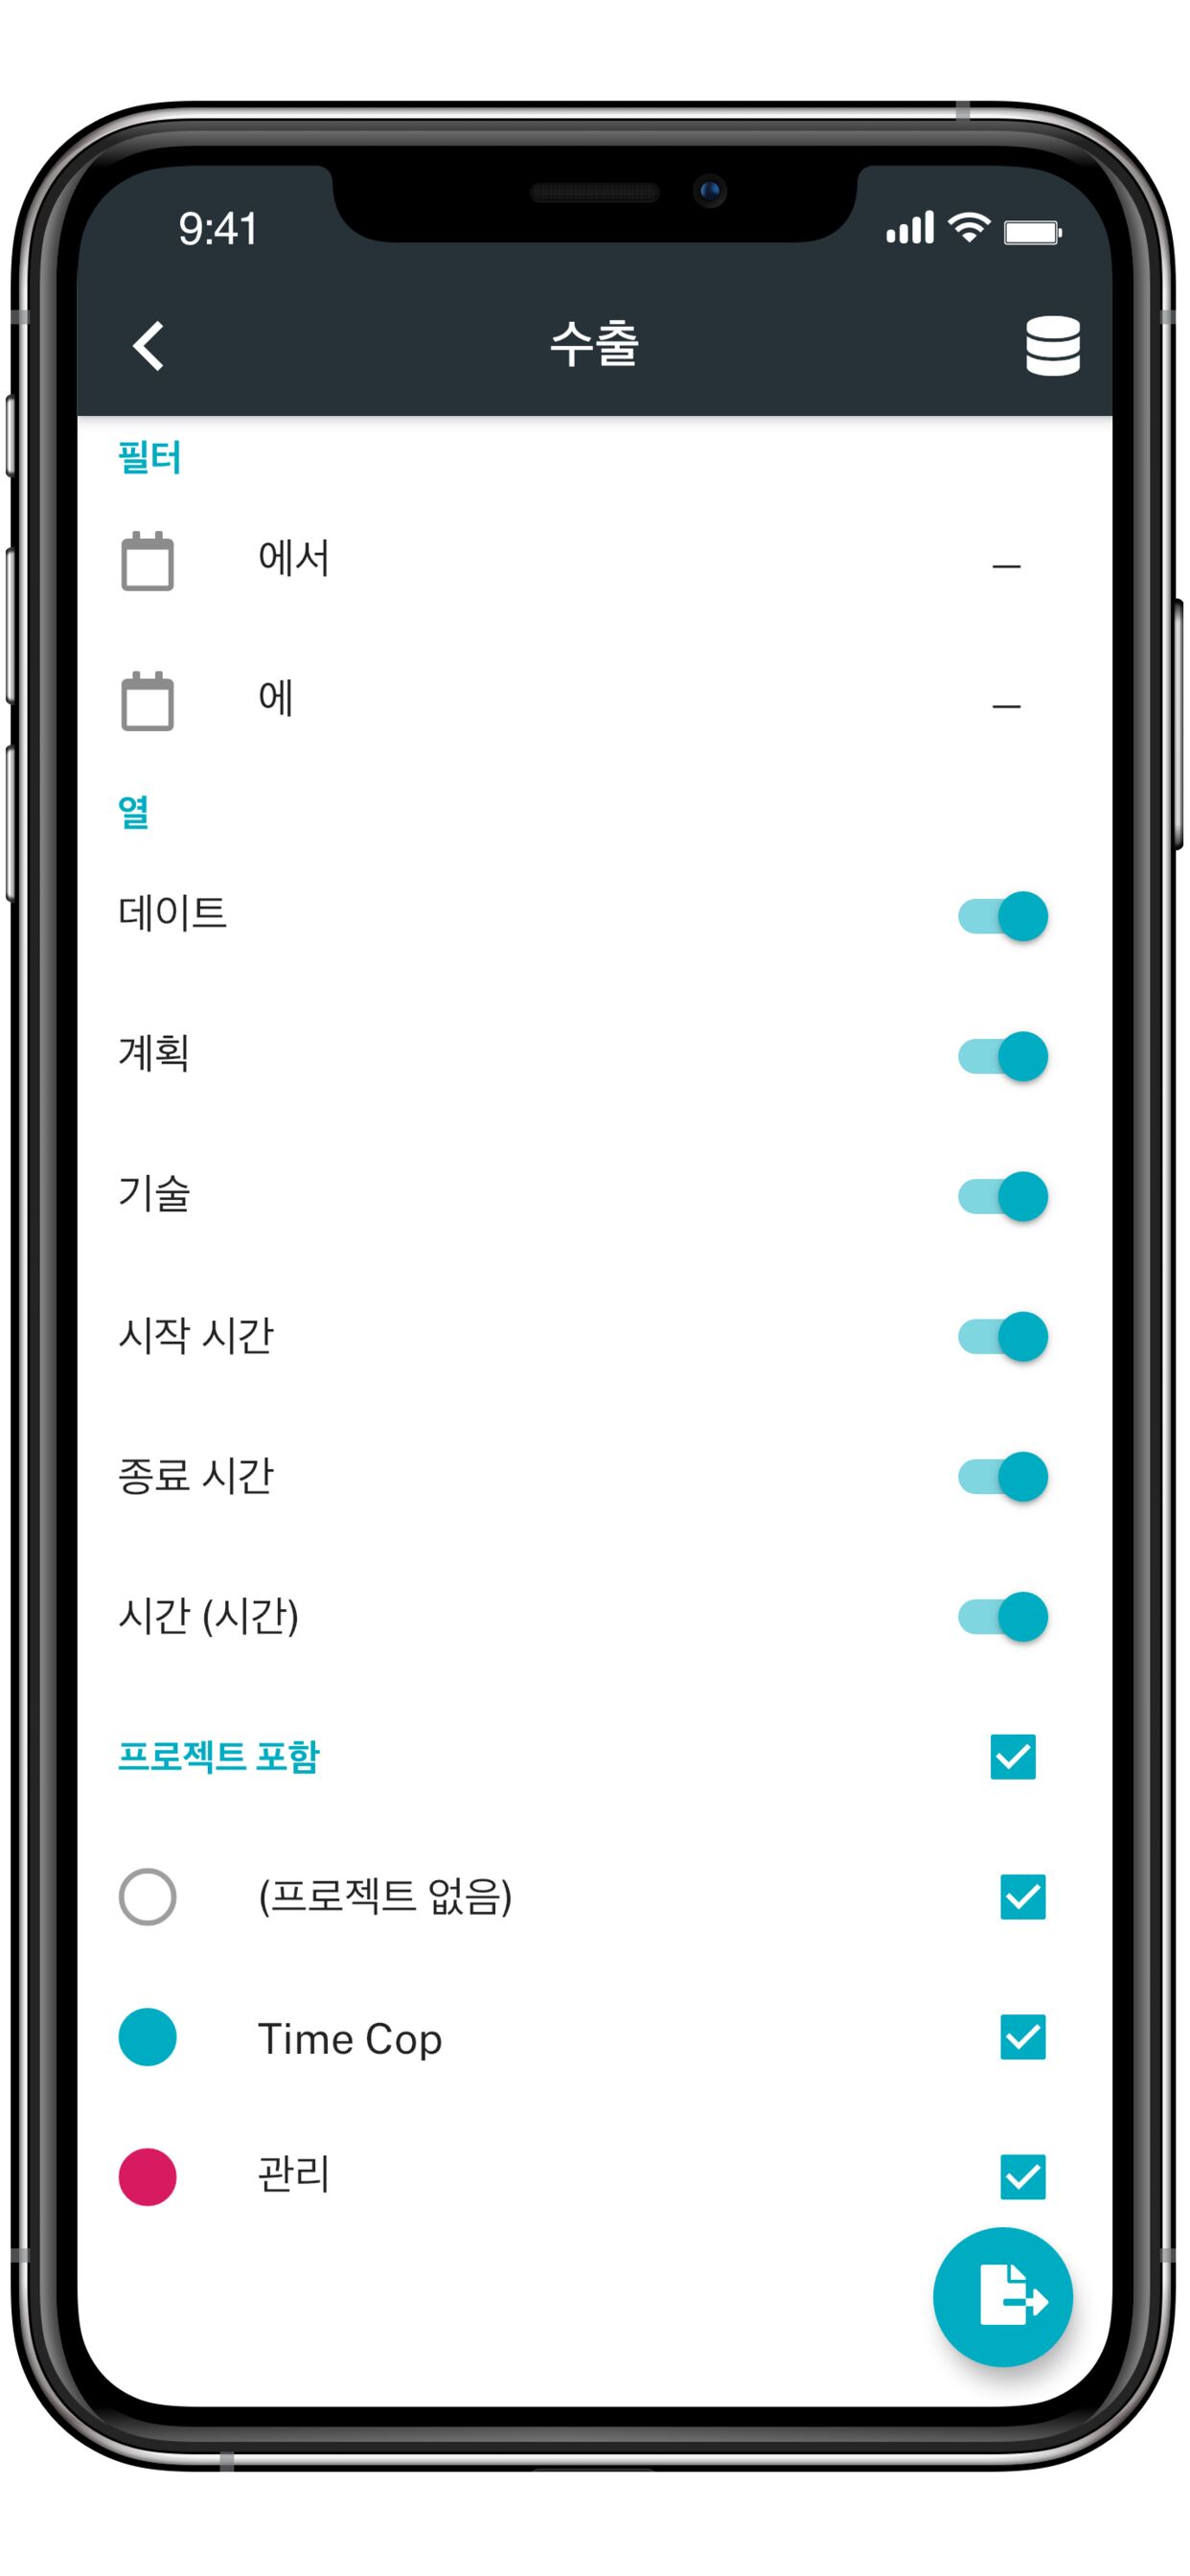 9:41
수출
필터
에서 –
에 –
열
데이트
계획
기술
시작 시간
종료 시간
시간 (시간)
프로젝트 포함
(프로젝트 없음)
Time Cop
관리